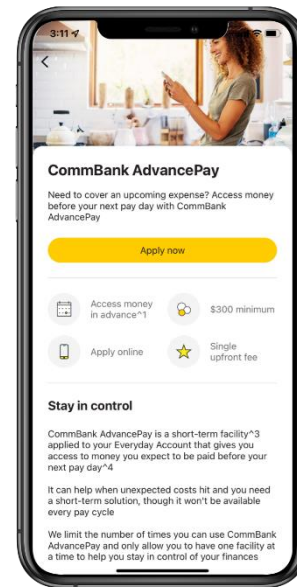 3:11
CommBank AdvancePay
Need to cover an upcoming expense? Access money
before your next pay day with CommBank
AdvancePay
Apply now
Access money
in advance^1
$300 minimum
Apply online
Single
upfront fee
Stay in control
CommBank AdvancePay is a short-term facility^3
applied to your Everyday Account that gives you
access to money you expect to be paid before your
next pay day^4
It can help when unexpected costs hit and you need
a short-term solution, though it won't be available
every pay cycle
We limit the number of times you can use CommBank
AdvancePay and only allow you to have one facility at
a time to help you stay in control of your finances